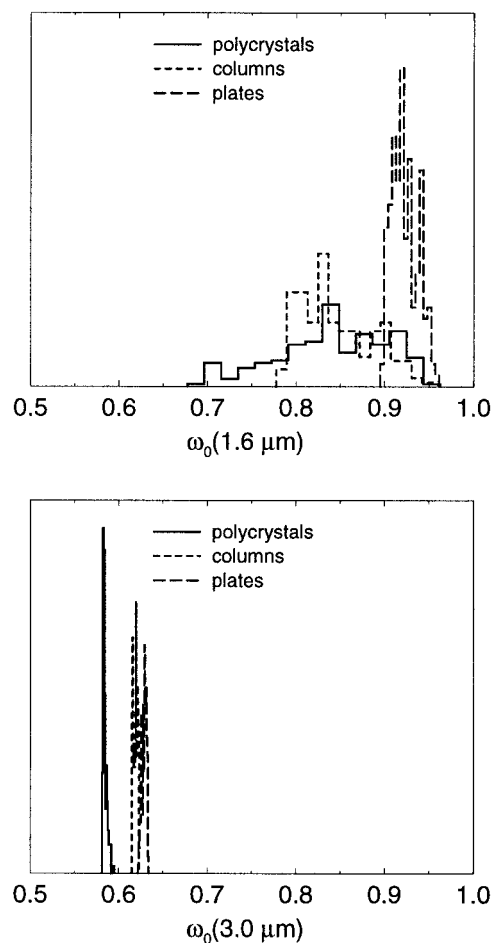 polycrystals
columns
plates
0.5 0.6 0.7 0.8 0.9 1.0
ω₀(1.6 μm)
polycrystals
columns
plates
0.5 0.6 0.7 0.8 0.9 1.0
ω₀(3.0 μm)